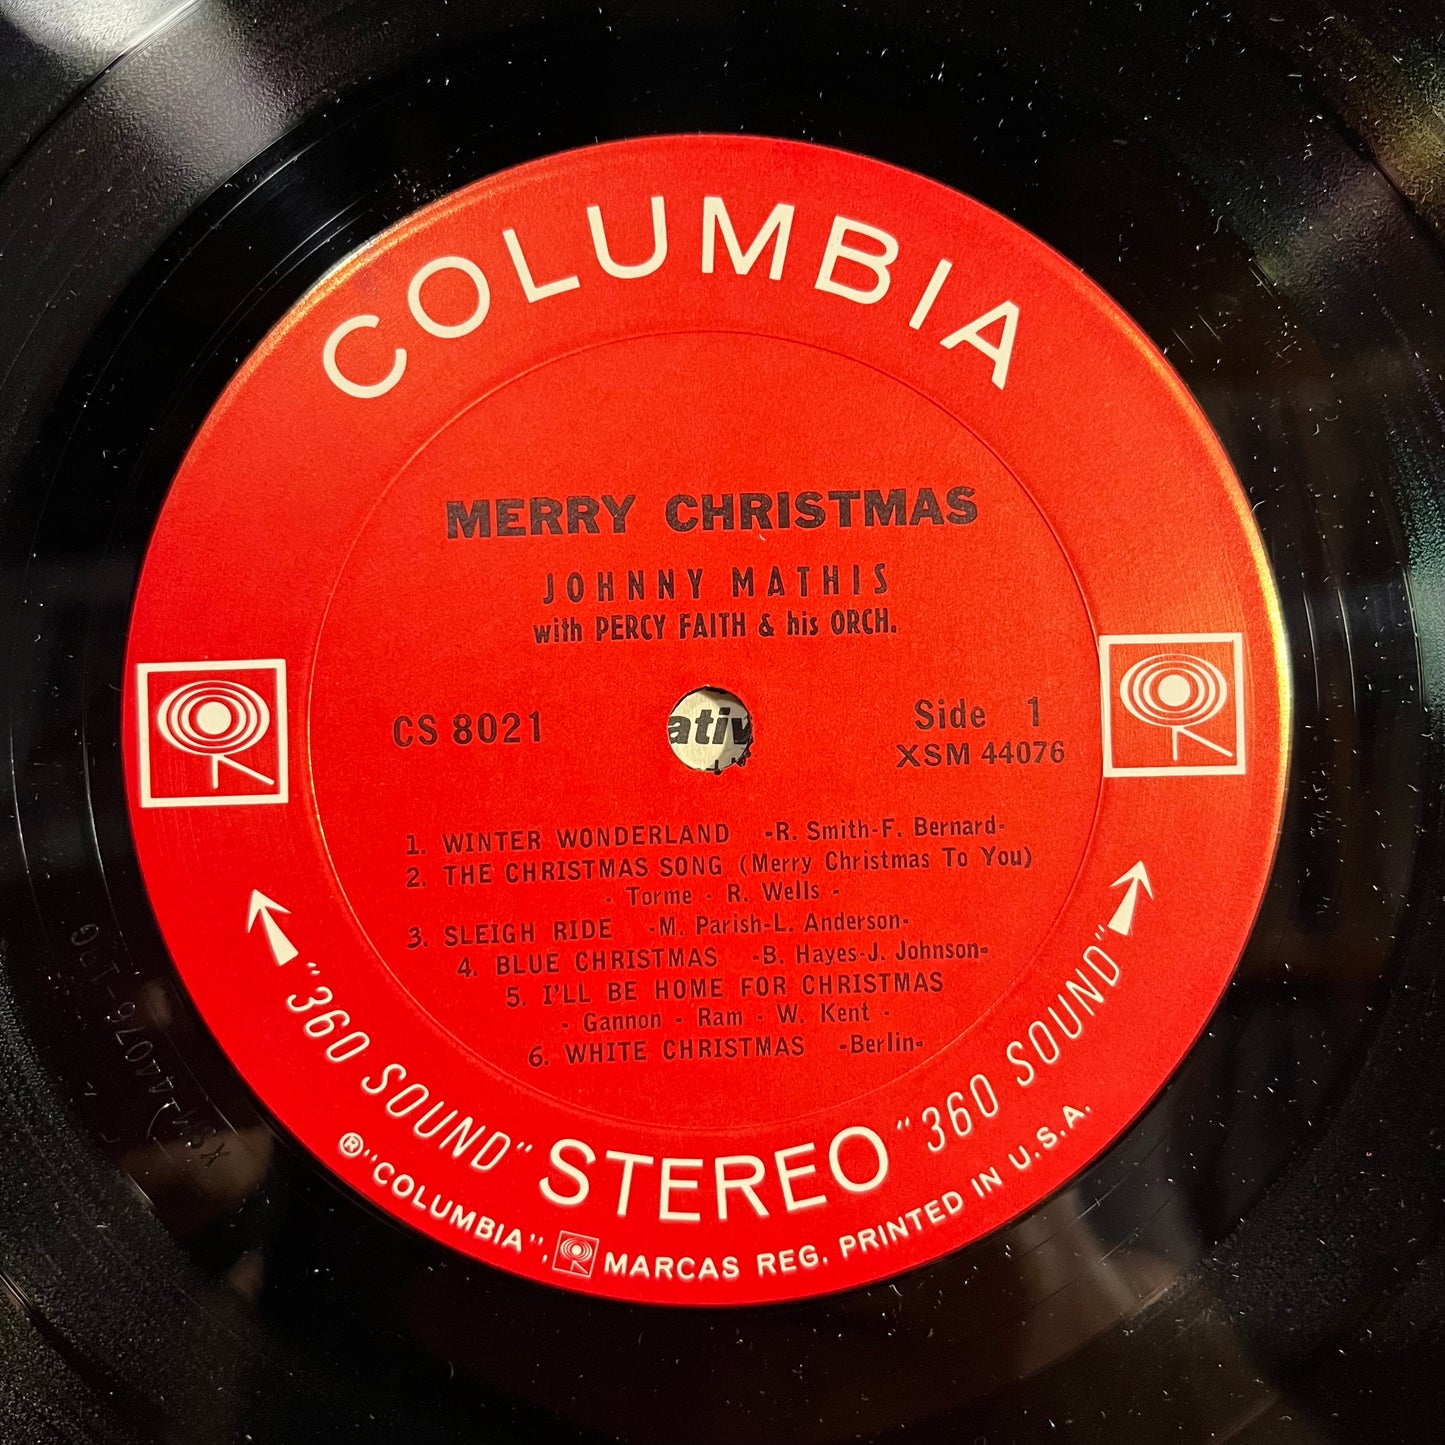 COLUMBIA
MERRY CHRISTMAS
JOHNNY MATHIS
with PERCY FAITH & his ORCH.
CS 8021
ativ
Side 1
XSM 44076
1. WINTER WONDERLAND -R. Smith-F. Bernard-
2. THE CHRISTMAS SONG (Merry Christmas To You)
- Torme - R. Wells -
3. SLEIGH RIDE -M. Parish-L. Anderson-
4. BLUE CHRISTMAS -B. Hayes-J. Johnson-
5. I'LL BE HOME FOR CHRISTMAS
- Gannon - Ram - W. Kent -
6. WHITE CHRISTMAS -Berlin-
"360 SOUND" STEREO "360 SOUND"
® "COLUMBIA", MARCAS REG. PRINTED IN U.S.A.